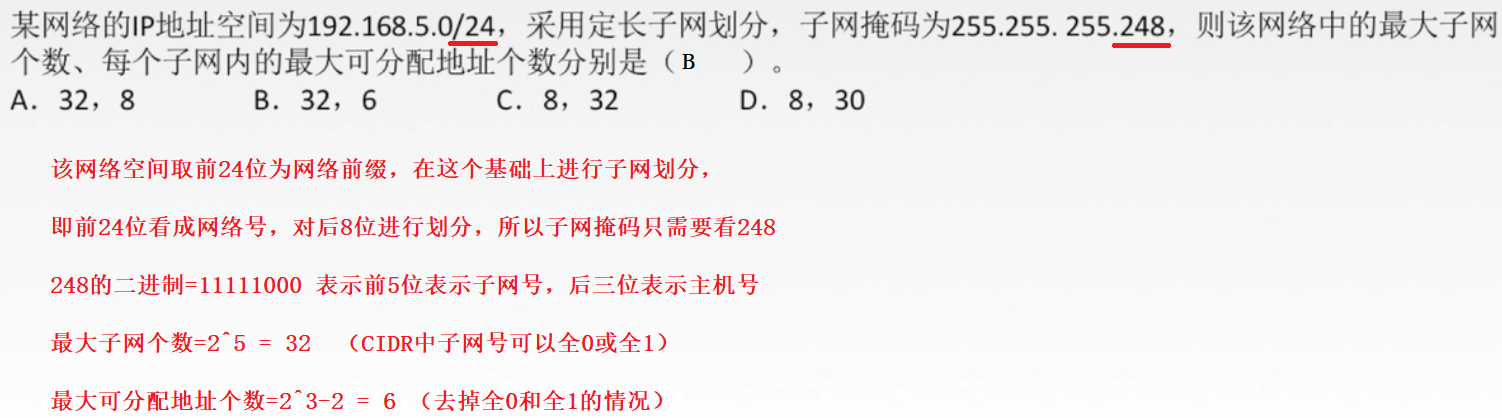 某网络的IP地址空间为192.168.5.0/24，采用定长子网划分，子网掩码为255.255. 255.248，则该网络中的最大子网
个数、每个子网内的最大可分配地址个数分别是（ B ）。
A．32，8 B．32，6 C．8，32 D．8，30
该网络空间取前24位为网络前缀，在这个基础上进行子网划分，
即前24位看成网络号，对后8位进行划分，所以子网掩码只需要看248
248的二进制=11111000 表示前5位表示子网号，后三位表示主机号
最大子网个数=2^5 = 32 （CIDR中子网号可以全0或全1）
最大可分配地址个数=2^3-2 = 6 （去掉全0和全1的情况）